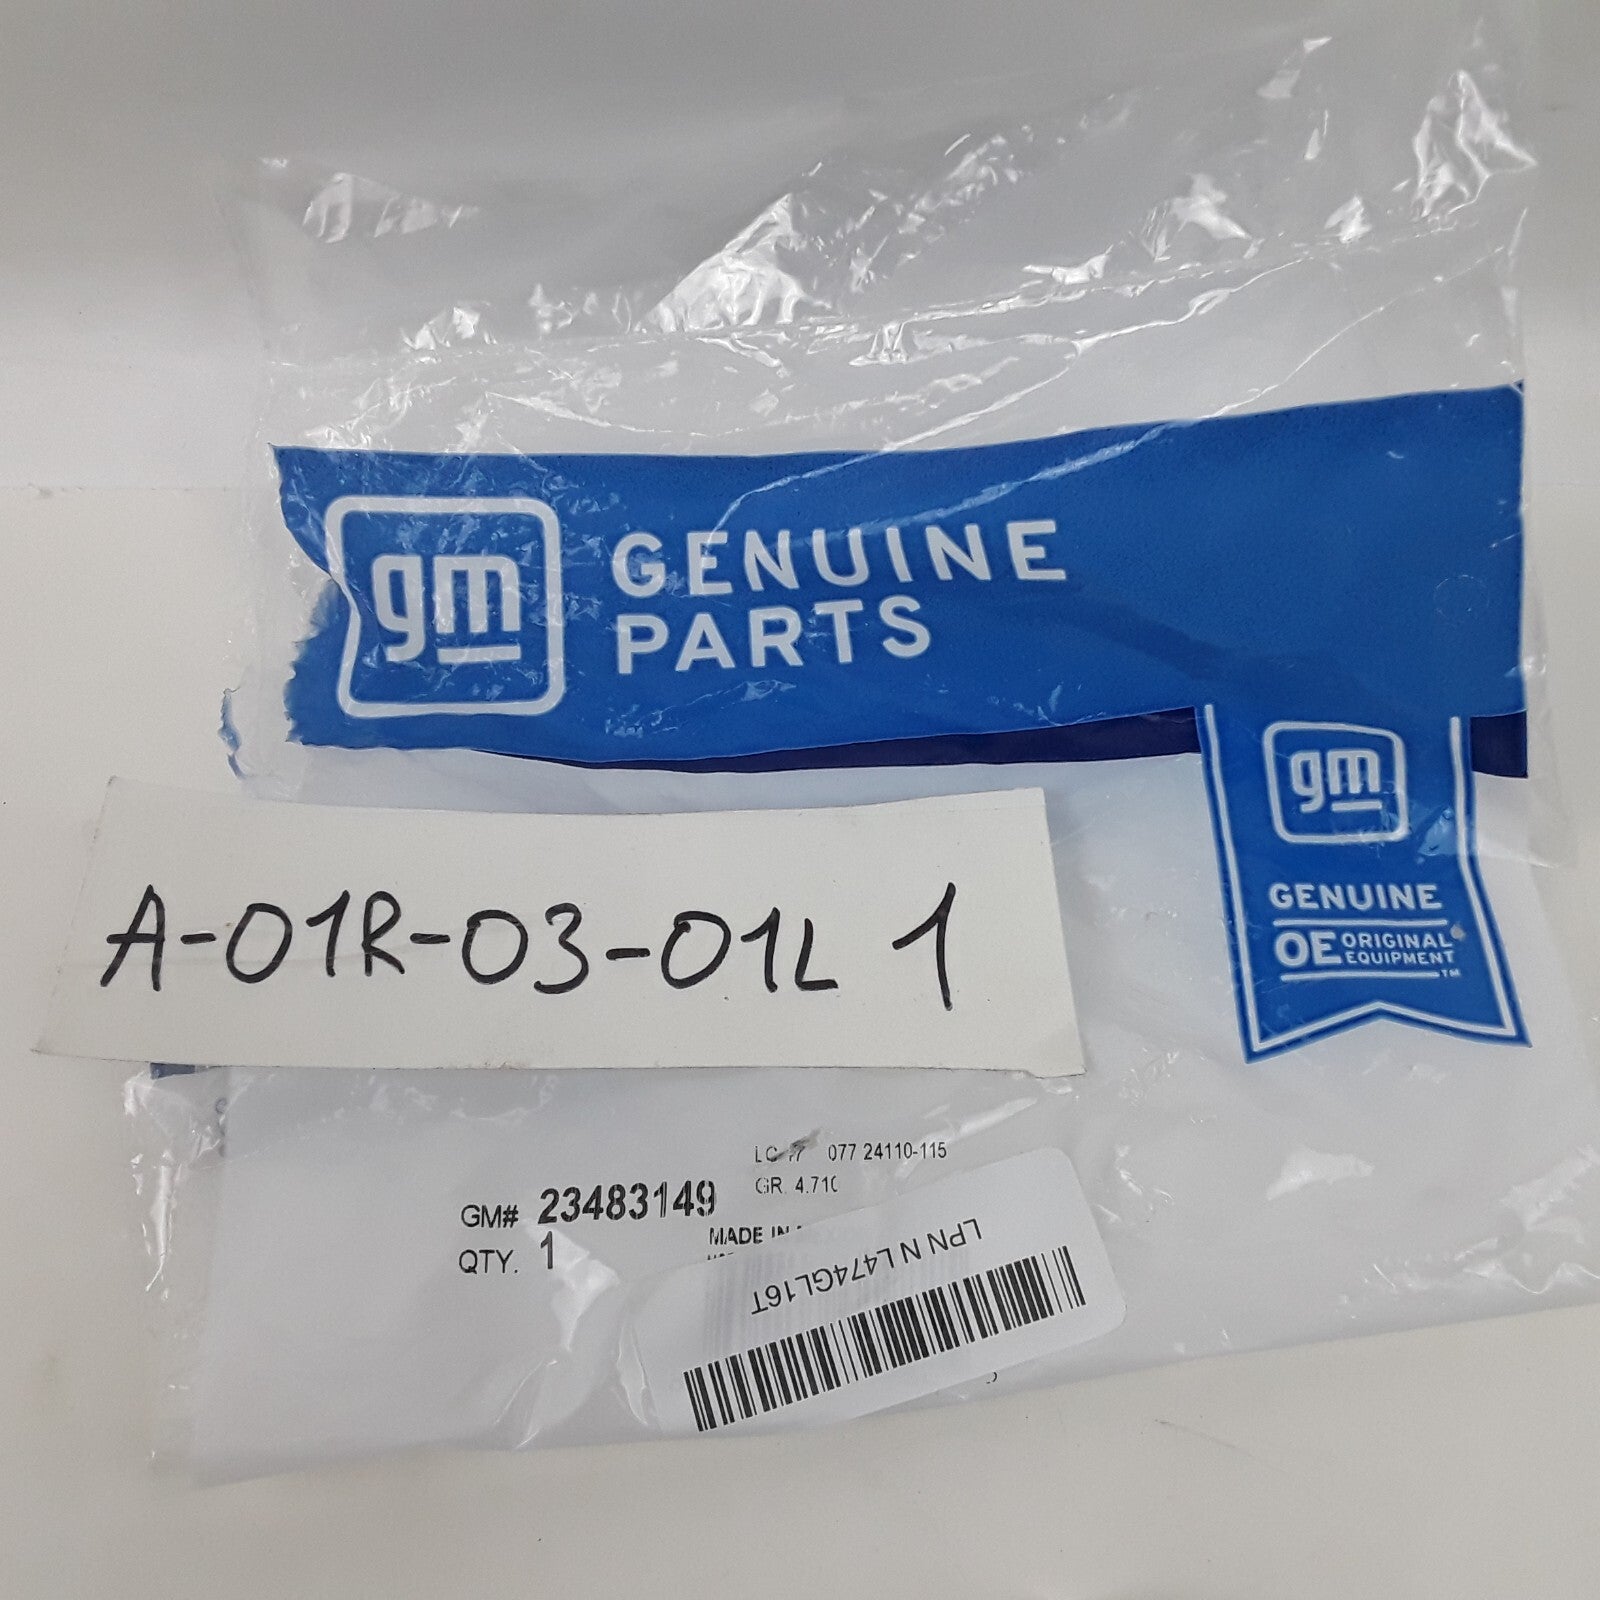 gm GENUINE
PARTS
gm
GENUINE
OE ORIGINAL
EQUIPMENT™
A-01R-03-01L 1
077 24110-115
GM# 23483149
GR. 4.710
QTY. 1
MADE IN
LPN N L474GL16T